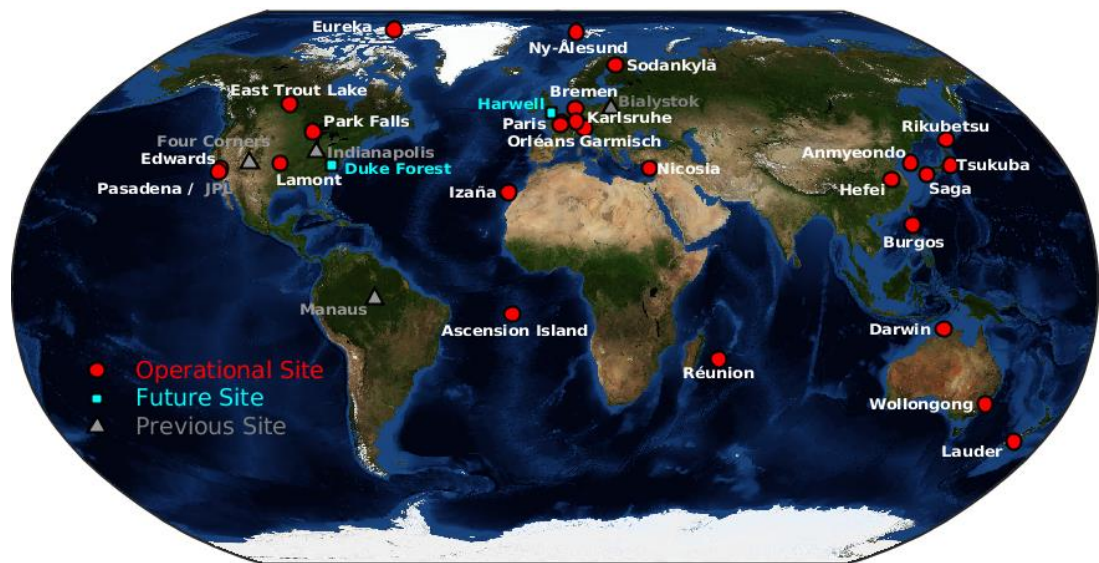 Eureka
Ny-Ålesund
Sodankylä
East Trout Lake
Bremen
Harwell
Bialystok
Park Falls
Paris
Karlsruhe
Rikubetsu
Four Corners
Orléans Garmisch
Indianapolis
Anmyeondo
Edwards
Tsukuba
Duke Forest
Nicosia
Lamont
Pasadena / JPL
Izaña
Hefei
Saga
Burgos
Manaus
Ascension Island
Darwin
Réunion
Operational Site
Future Site
Previous Site
Wollongong
Lauder